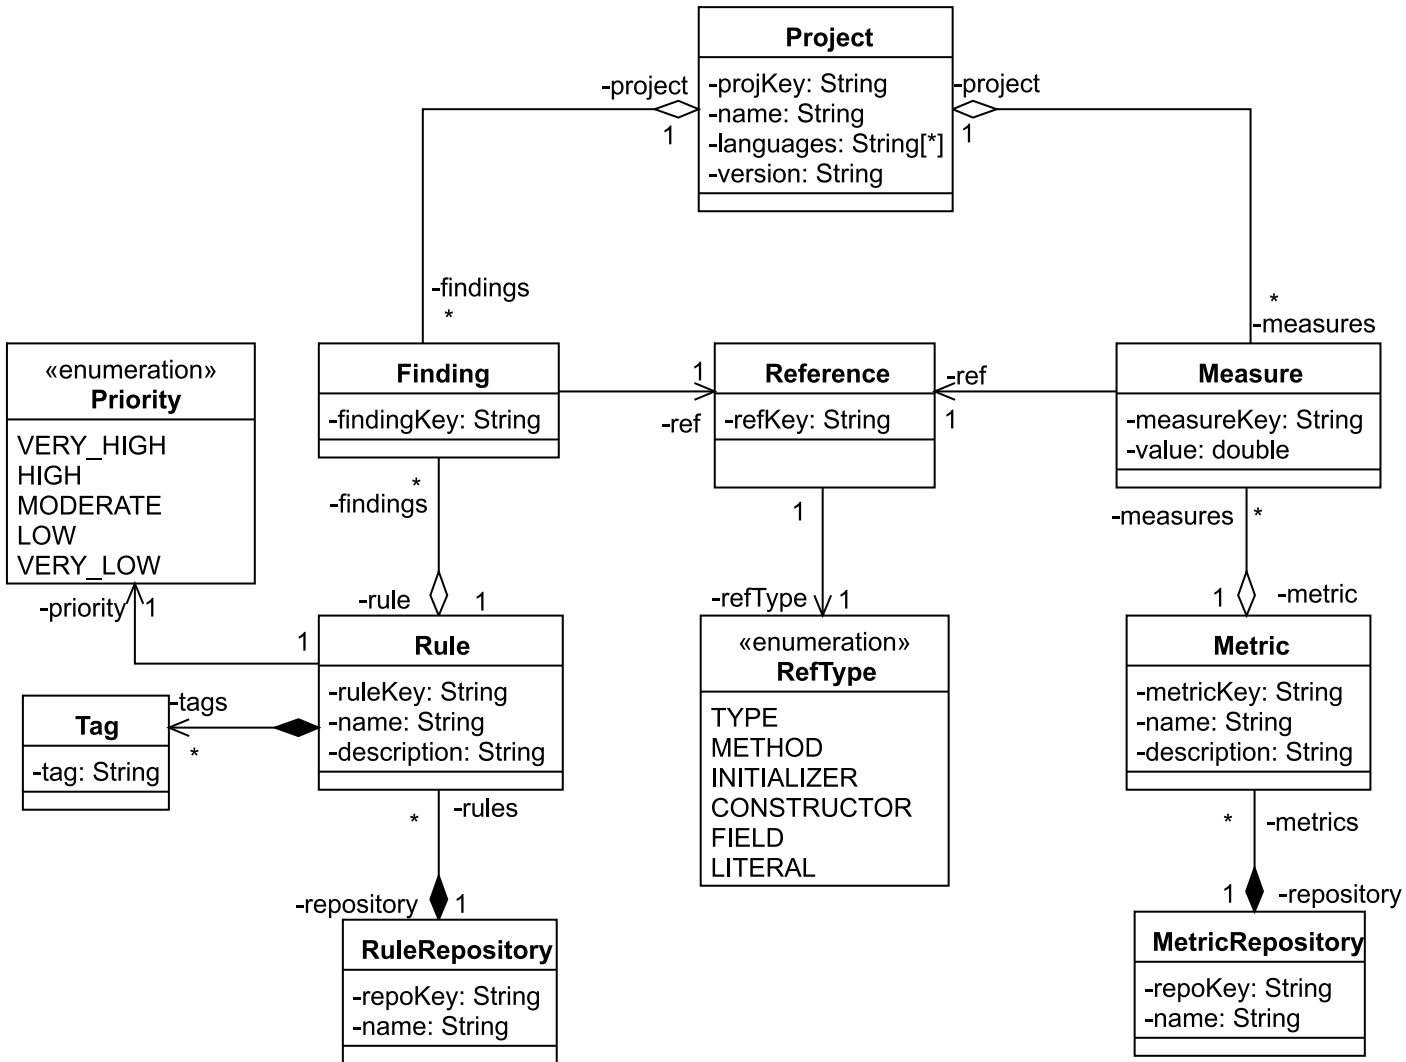 Project
-projKey: String
-name: String
-languages: String[*]
-version: String
-project
1
-project
1
-findings
*
*
-measures
«enumeration»
Priority
VERY_HIGH
HIGH
MODERATE
LOW
VERY_LOW
Finding
-findingKey: String
1
-ref
Reference
-refKey: String
-ref
1
Measure
-measureKey: String
-value: double
*
-findings
1
-measures
*
-priority
1
-rule
1
1
-refType
1
1
-metric
Rule
-ruleKey: String
-name: String
-description: String
«enumeration»
RefType
TYPE
METHOD
INITIALIZER
CONSTRUCTOR
FIELD
LITERAL
Metric
-metricKey: String
-name: String
-description: String
-tags
*
Tag
-tag: String
*
-rules
*
-metrics
-repository
1
1
-repository
RuleRepository
-repoKey: String
-name: String
MetricRepository
-repoKey: String
-name: String